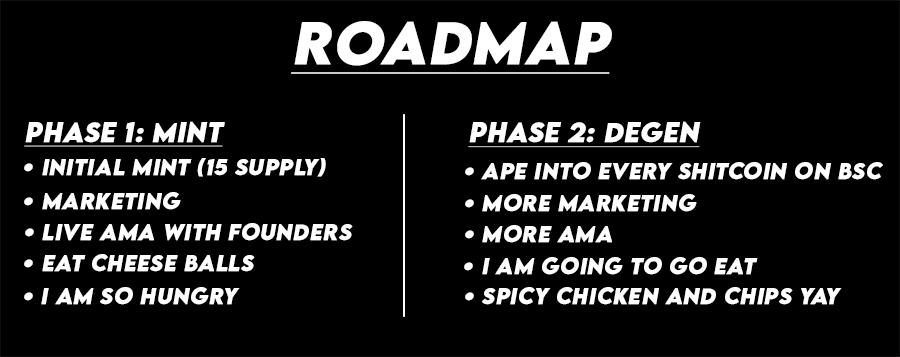 ROADMAP
PHASE 1: MINT
• INITIAL MINT (15 SUPPLY)
• MARKETING
• LIVE AMA WITH FOUNDERS
• EAT CHEESE BALLS
• I AM SO HUNGRY
PHASE 2: DEGEN
• APE INTO EVERY SHITCOIN ON BSC
• MORE MARKETING
• MORE AMA
• I AM GOING TO GO EAT
• SPICY CHICKEN AND CHIPS YAY